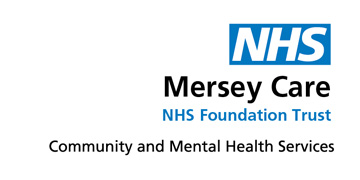 NHS
Mersey Care
NHS Foundation Trust
Community and Mental Health Services